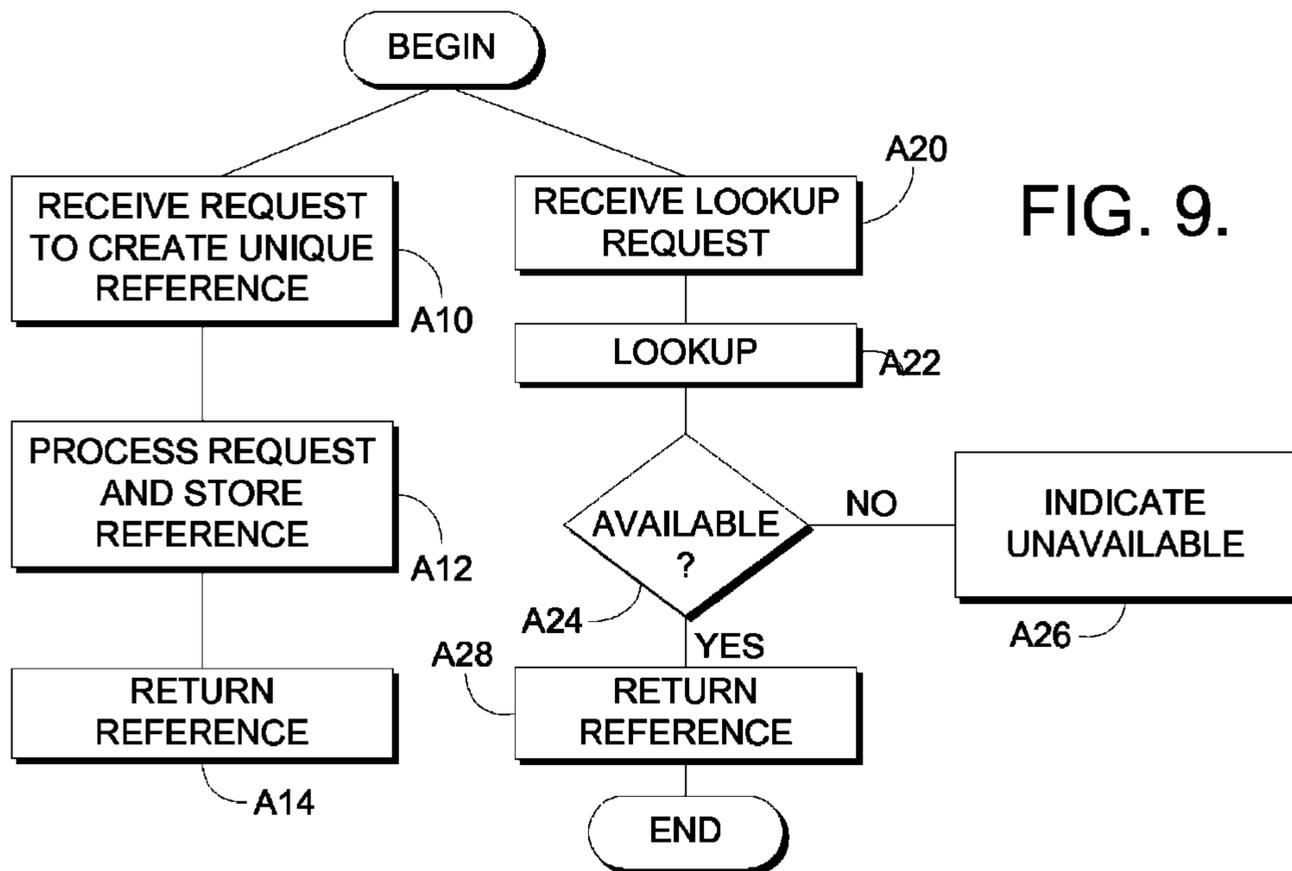 BEGIN
RECEIVE REQUEST
TO CREATE UNIQUE
REFERENCE
A10
PROCESS REQUEST
AND STORE
REFERENCE
A12
RETURN
REFERENCE
A14
RECEIVE LOOKUP
REQUEST
A20
LOOKUP
A22
AVAILABLE
?
A24
NO
INDICATE
UNAVAILABLE
A26
YES
A28
RETURN
REFERENCE
END
FIG. 9.